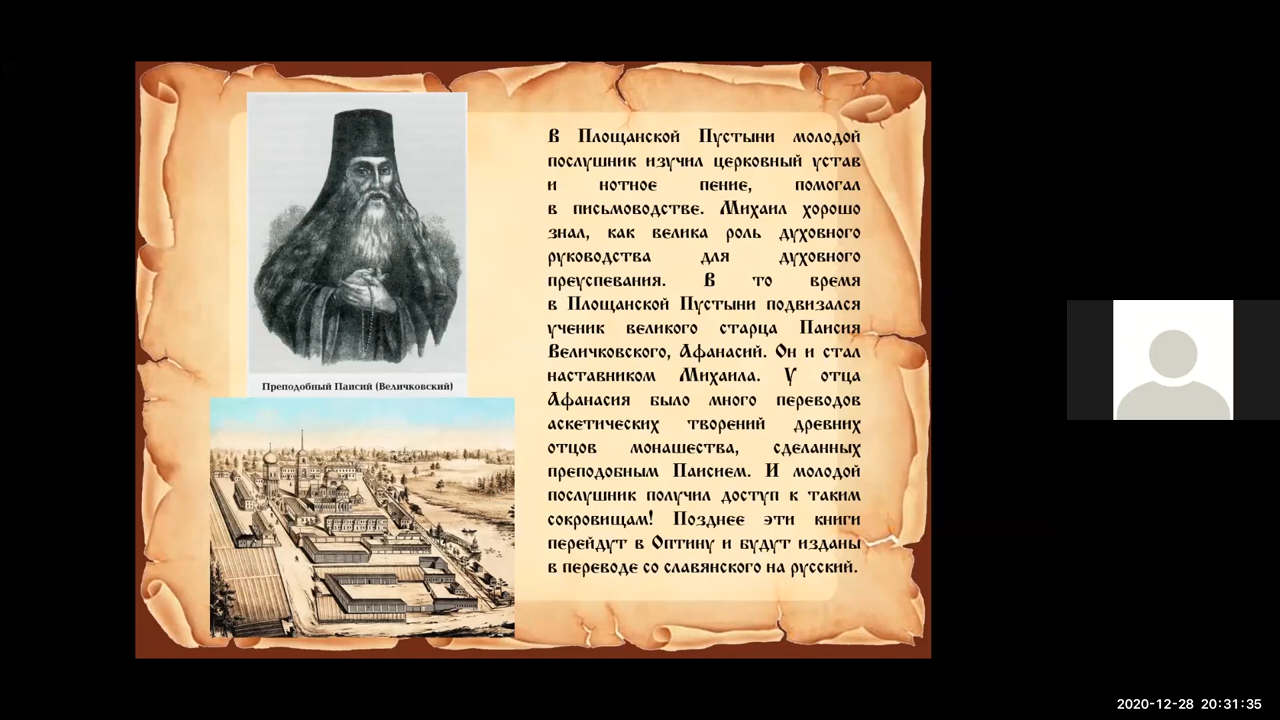 Преподобный Паисий (Величковский)
В Площанской Пустыни молодой
послушник изучил церковный устав
и нотное пение, помогал
в письмоводстве. Михаил хорошо
знал, как велика роль духовного
руководства для духовного
преуспевания. В то время
в Площанской Пустыни подвизался
ученик великого старца Паисия
Величковского, Афанасий. Он и стал
наставником Михаила. У отца
Афанасия было много переводов
аскетических творений древних
отцов монашества, сделанных
преподобным Паисием. И молодой
послушник получил доступ к таким
сокровищам! Позднее эти книги
перейдут в Оптину и будут изданы
в переводе со славянского на русский.
2020-12-28 20:31:35